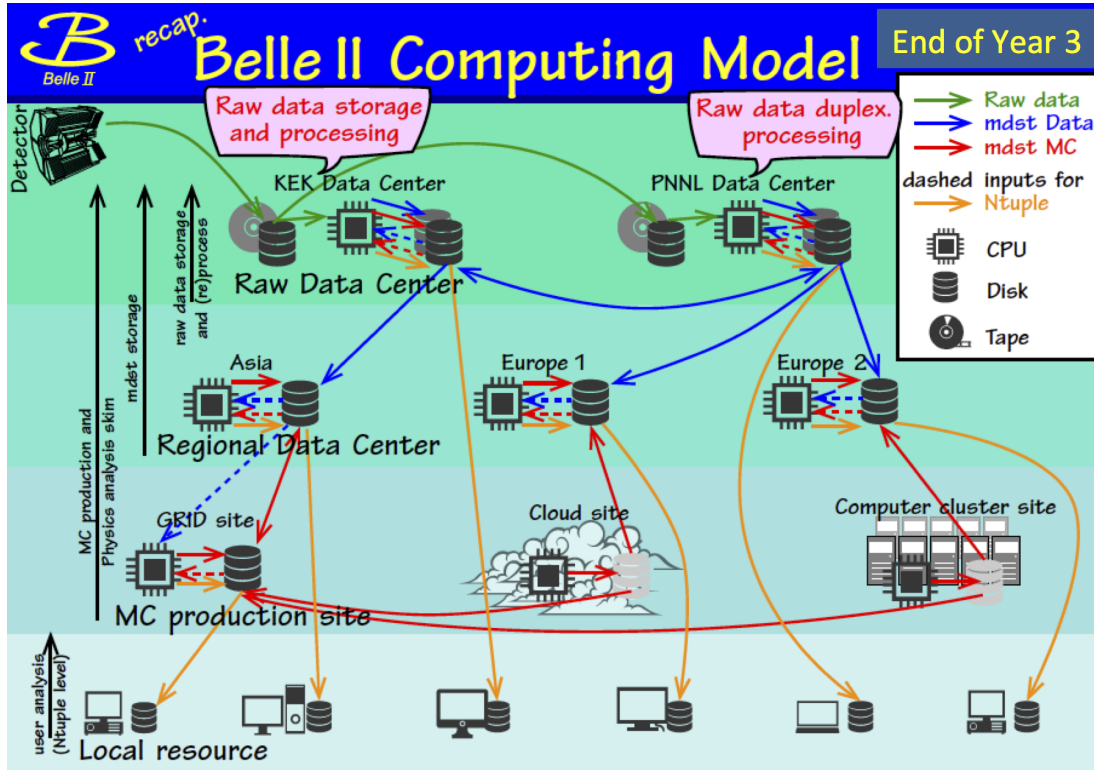 B
Belle II
recap.
Belle II Computing Model
End of Year 3
Detector
Raw data storage
and processing
Raw data duplex.
processing
Raw data
mdst Data
mdst MC
dashed inputs for
Ntuple
CPU
Disk
Tape
KEK Data Center
PNNL Data Center
Raw Data Center
raw data storage
and (re)process
mdst storage
MC production and
Physics analysis skim
Asia
Europe 1
Europe 2
Regional Data Center
GRID site
Cloud site
Computer cluster site
MC production site
user analysis
(Ntuple level)
Local resource